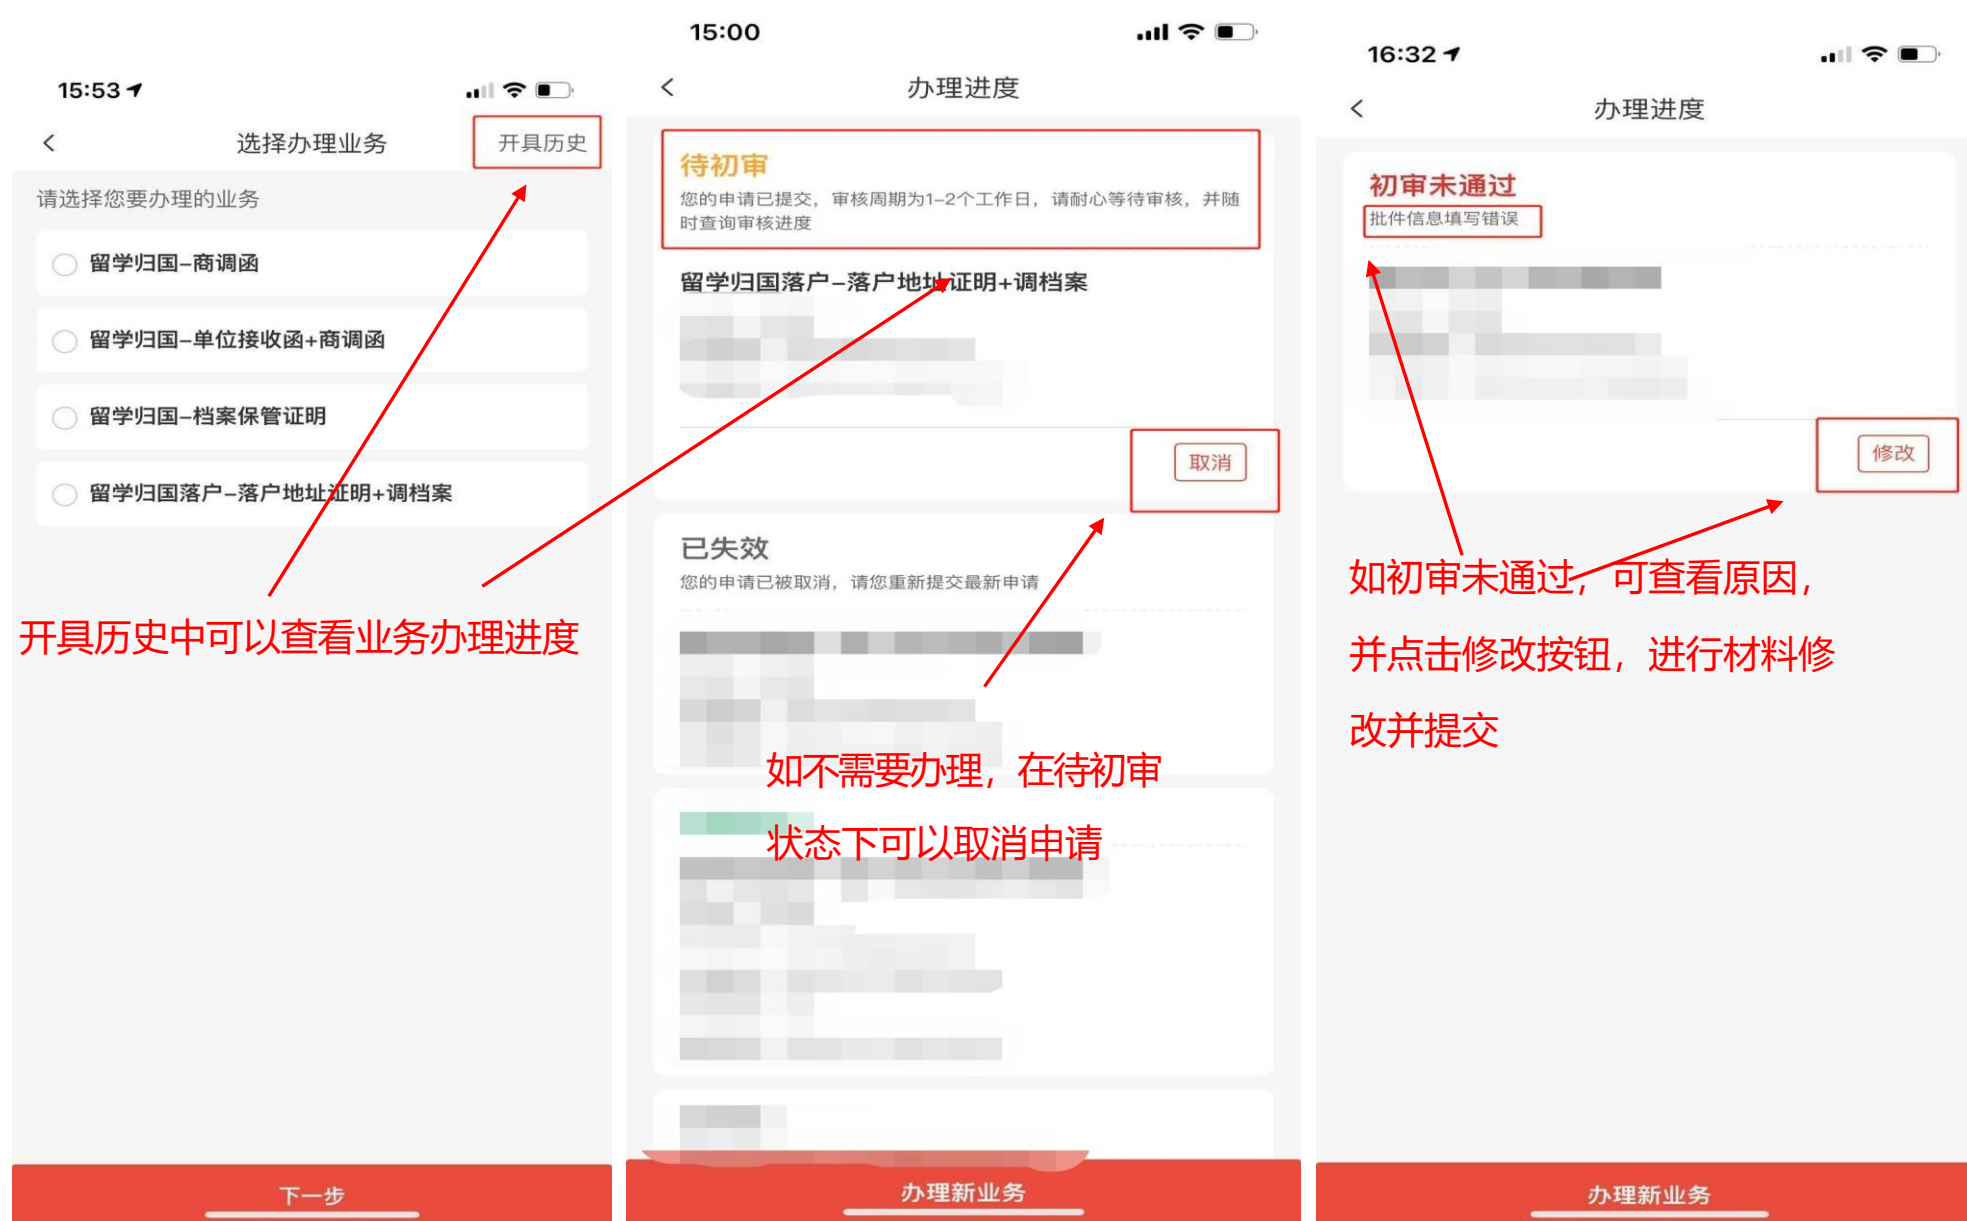 15:53
选择办理业务
开具历史
请选择您要办理的业务
留学归国–商调函
留学归国–单位接收函+商调函
留学归国–档案保管证明
留学归国落户–落户地址证明+调档案
开具历史中可以查看业务办理进度
下一步
15:00
办理进度
待初审
您的申请已提交，审核周期为1–2个工作日，请耐心等待审核，并随
时查询审核进度
留学归国落户–落户地址证明+调档案
取消
已失效
您的申请已被取消，请您重新提交最新申请
如不需要办理，在待初审
状态下可以取消申请
办理新业务
16:32
办理进度
初审未通过
批件信息填写错误
修改
如初审未通过，可查看原因，
并点击修改按钮，进行材料修
改并提交
办理新业务